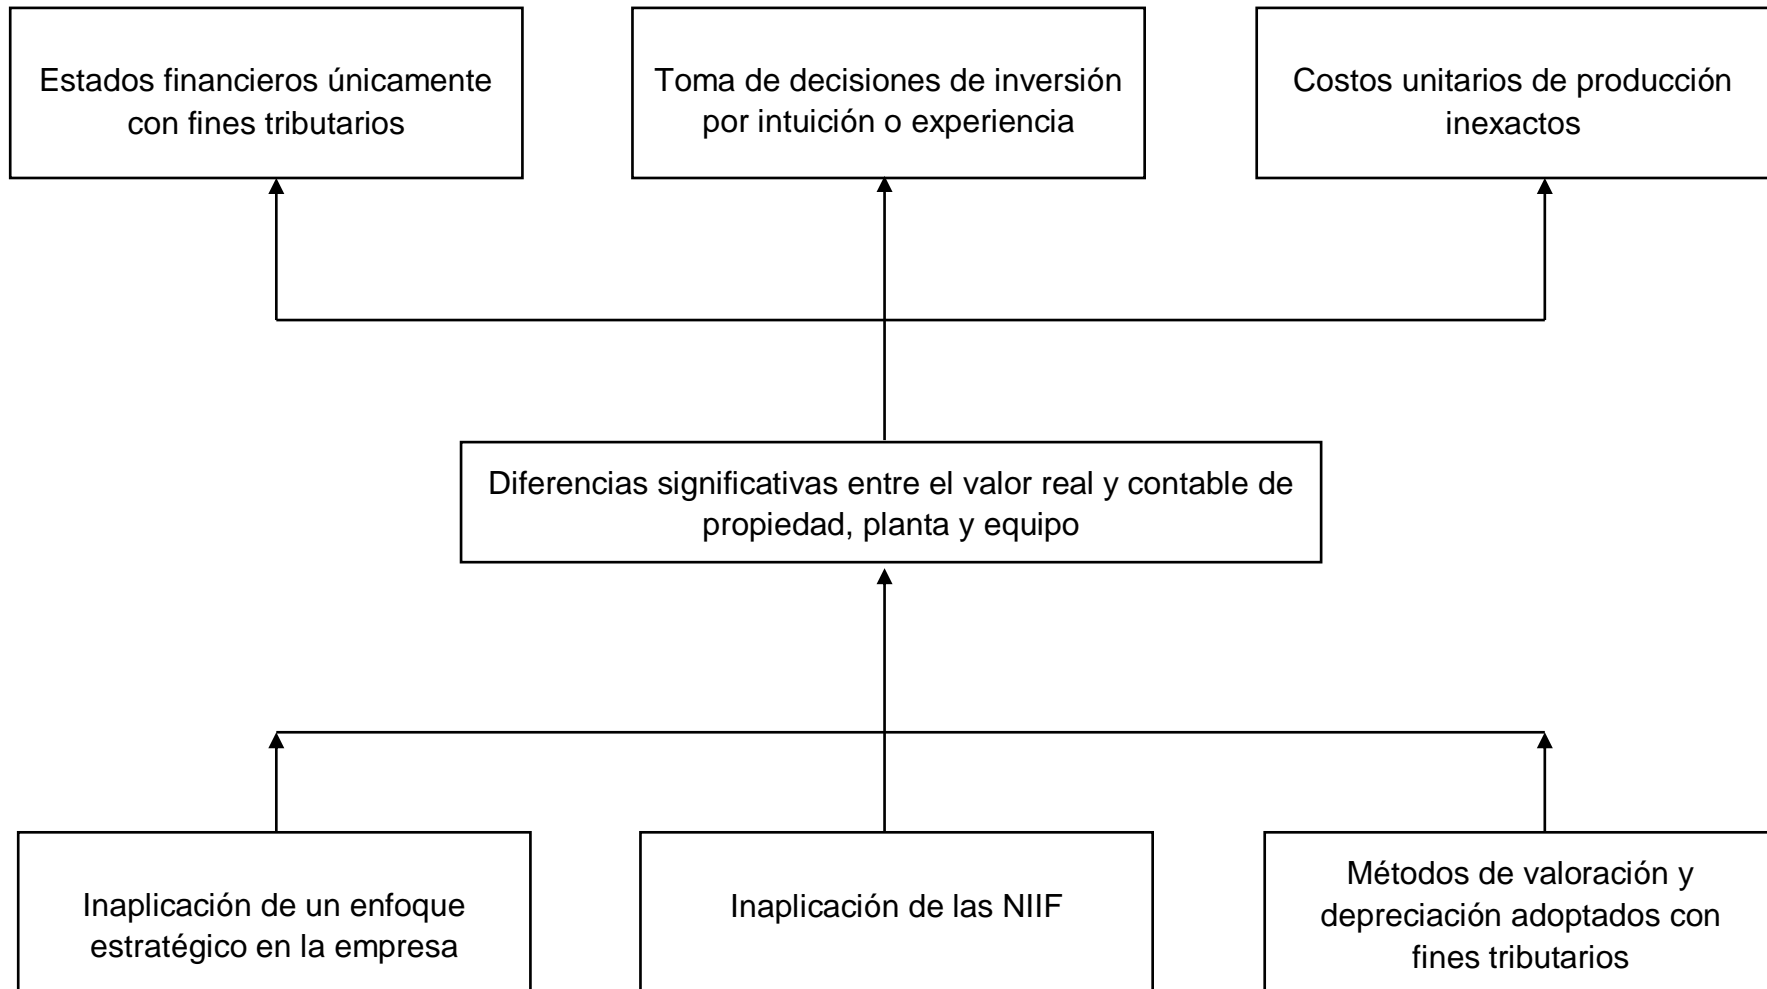 Estados financieros únicamente
con fines tributarios
Toma de decisiones de inversión
por intuición o experiencia
Costos unitarios de producción
inexactos
Diferencias significativas entre el valor real y contable de
propiedad, planta y equipo
Inaplicación de un enfoque
estratégico en la empresa
Inaplicación de las NIIF
Métodos de valoración y
depreciación adoptados con
fines tributarios